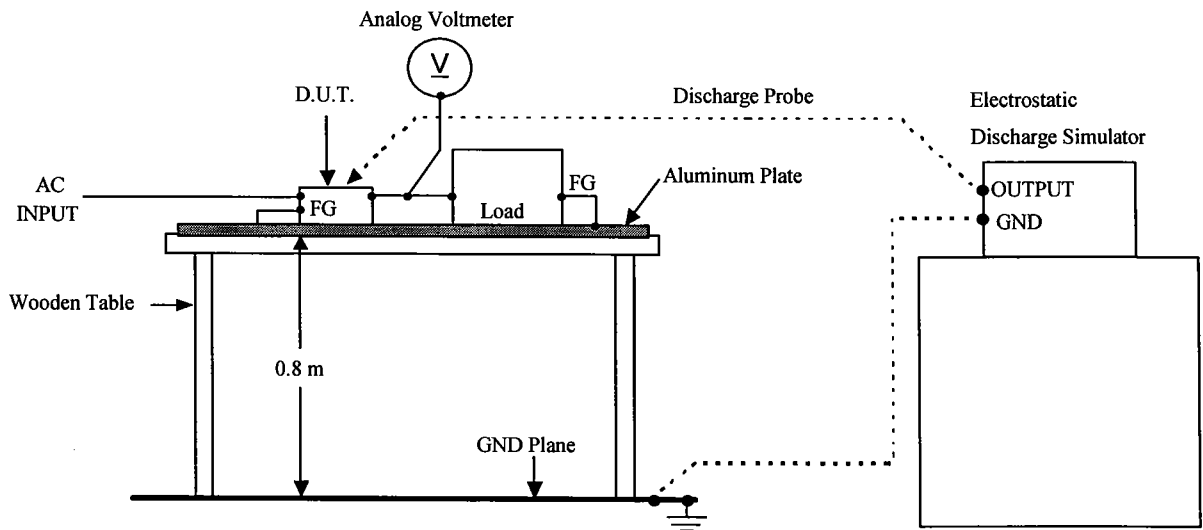 Analog Voltmeter
V
D.U.T.
Discharge Probe
Electrostatic
Discharge Simulator
AC
INPUT
FG
Load
FG
Aluminum Plate
OUTPUT
GND
Wooden Table
0.8 m
GND Plane